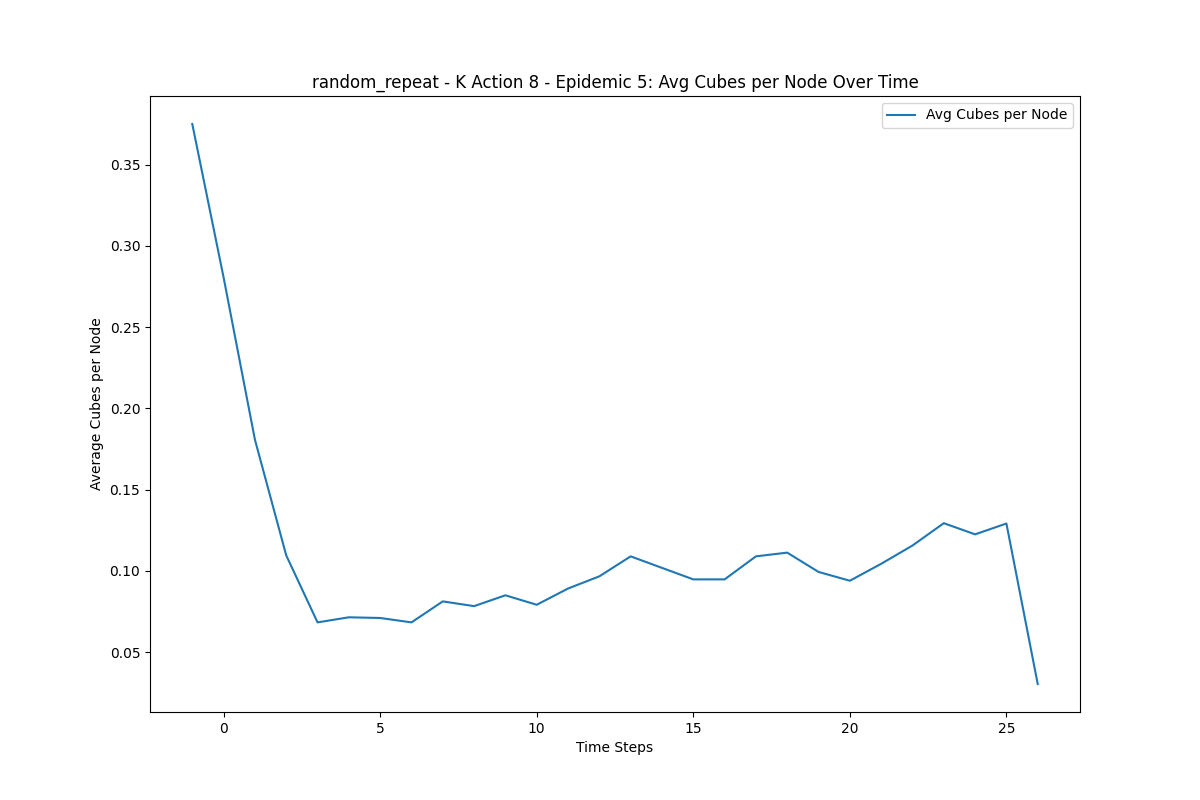 random_repeat - K Action 8 - Epidemic 5: Avg Cubes per Node Over Time
Avg Cubes per Node
Average Cubes per Node
0.35
0.30
0.25
0.20
0.15
0.10
0.05
0 5 10 15 20 25
Time Steps